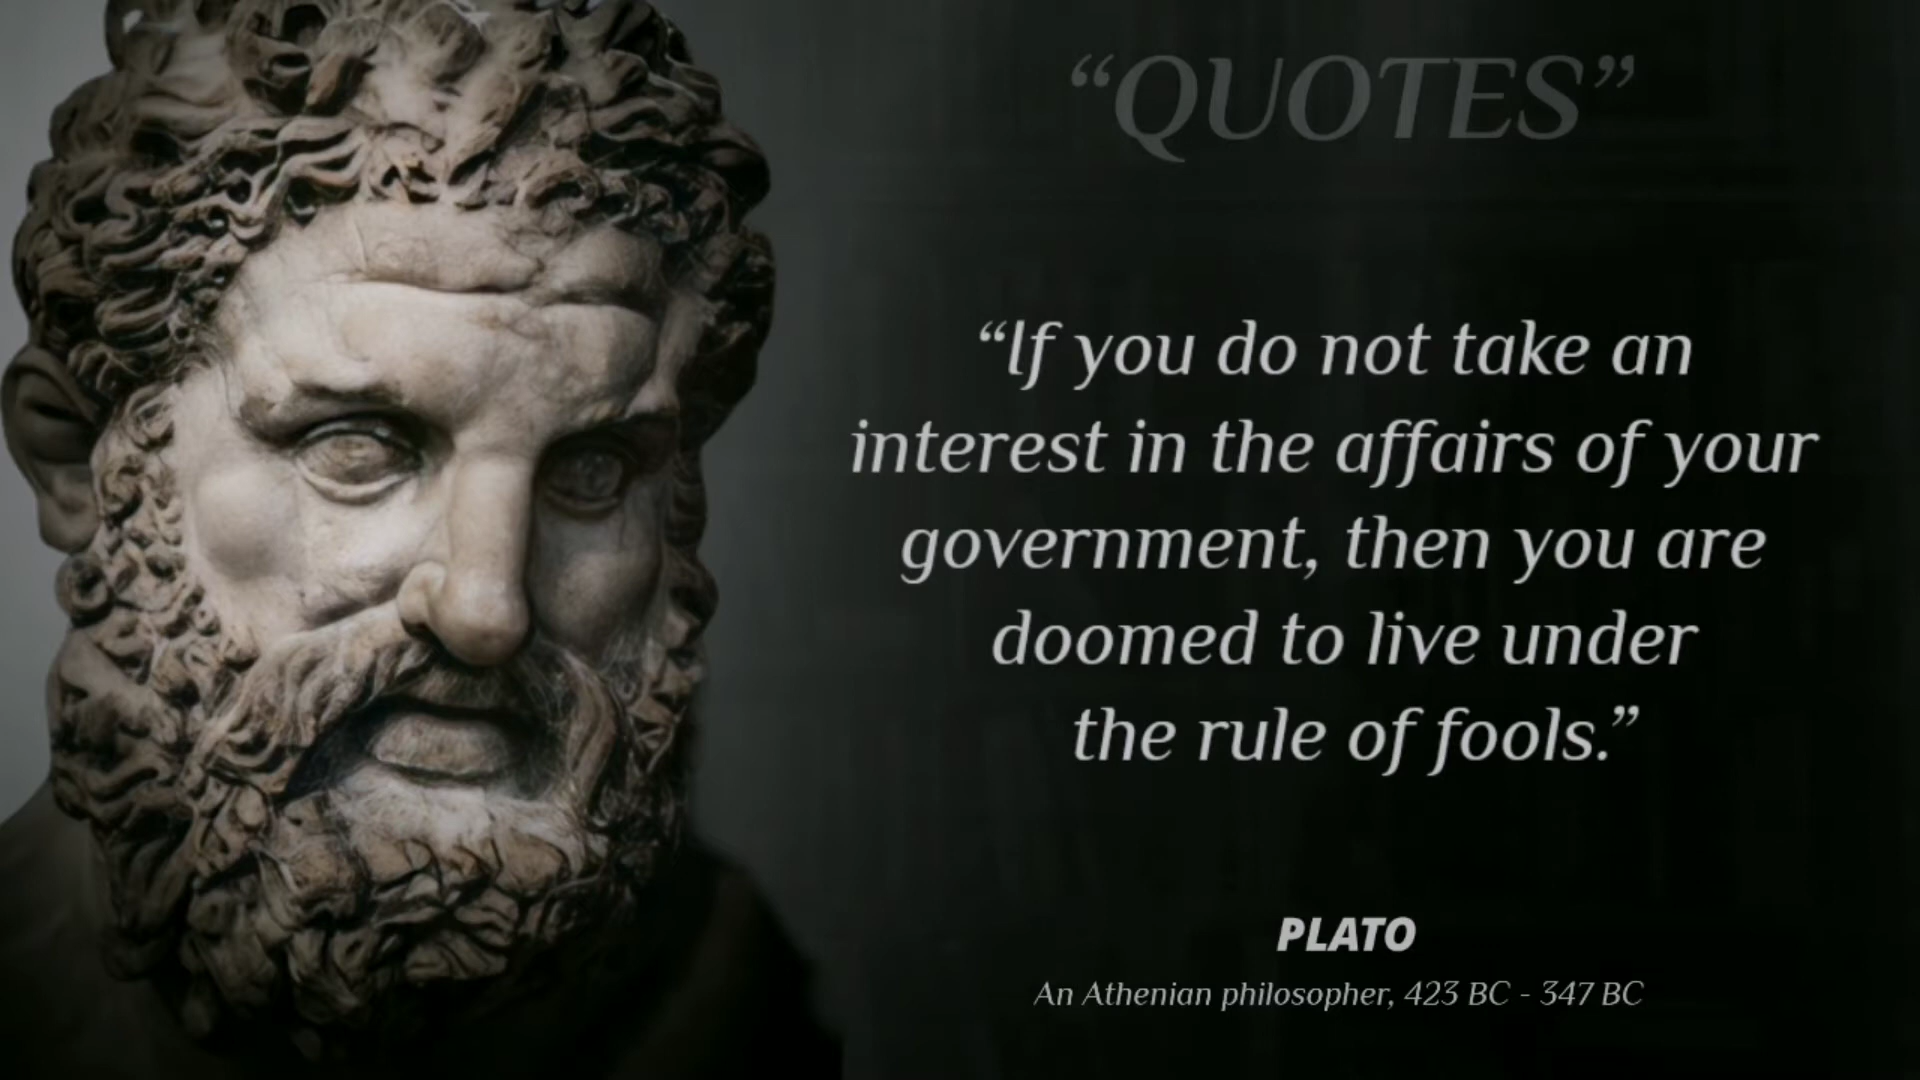 “QUOTES”
“If you do not take an
interest in the affairs of your
government, then you are
doomed to live under
the rule of fools.”
PLATO
An Athenian philosopher, 423 BC - 347 BC